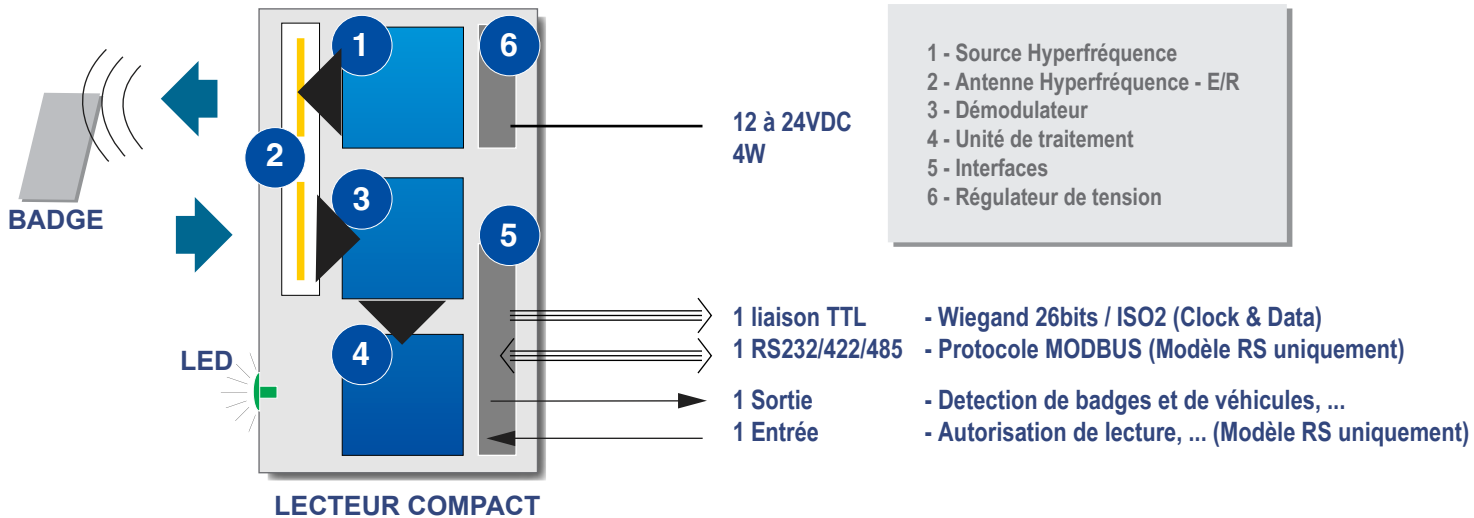 1
6
2
3
5
4
BADGE
LED
LECTEUR COMPACT
12 à 24VDC
4W
1 - Source Hyperfréquence
2 - Antenne Hyperfréquence - E/R
3 - Démodulateur
4 - Unité de traitement
5 - Interfaces
6 - Régulateur de tension
1 liaison TTL - Wiegand 26bits / ISO2 (Clock & Data)
1 RS232/422/485 - Protocole MODBUS (Modèle RS uniquement)
1 Sortie - Detection de badges et de véhicules, ...
1 Entrée - Autorisation de lecture, ... (Modèle RS uniquement)